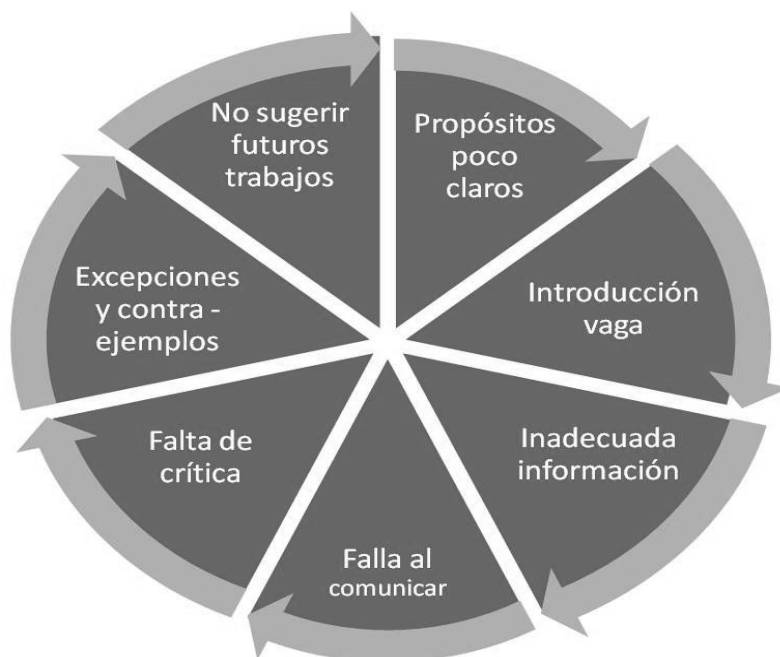 No sugerir
futuros
trabajos
Propósitos
poco
claros
Introducción
vaga
Inadecuada
información
Falla al
comunicar
Falta de
crítica
Excepciones
y contra -
ejemplos